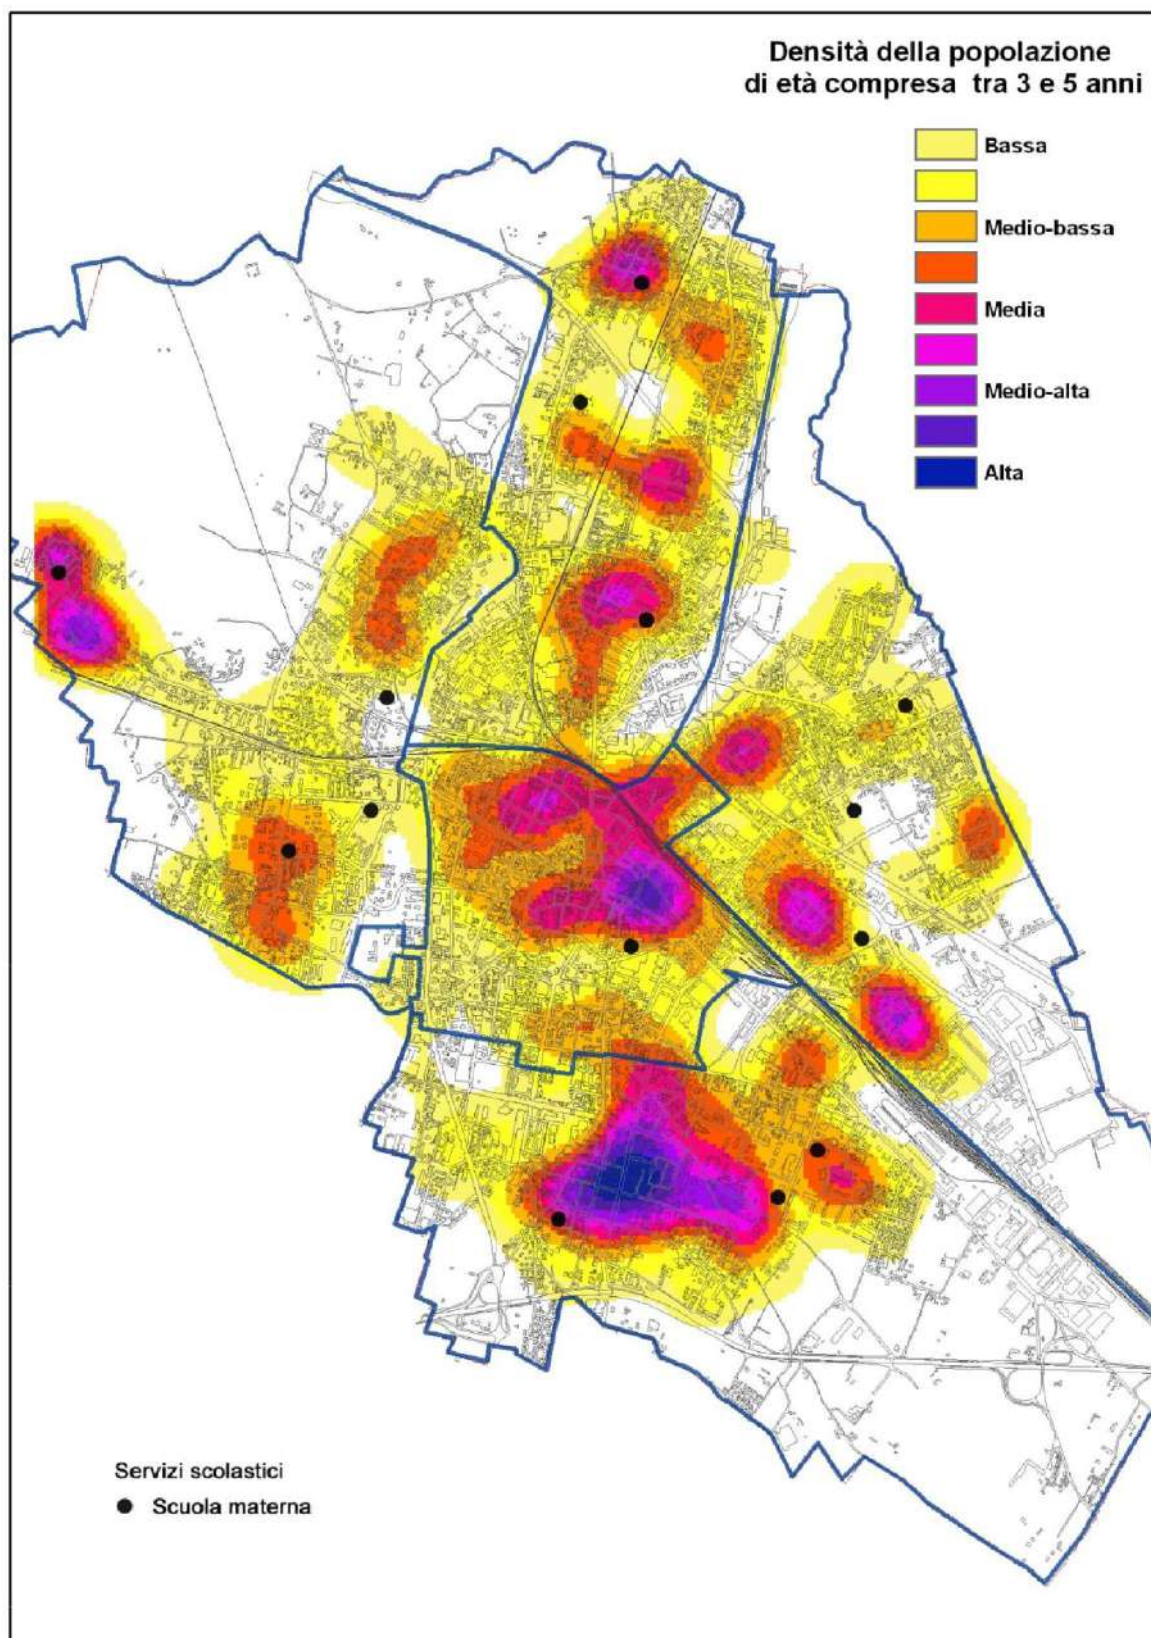 Densità della popolazione
di età compresa tra 3 e 5 anni
Bassa
Medio-bassa
Media
Medio-alta
Alta
Servizi scolastici
Scuola materna